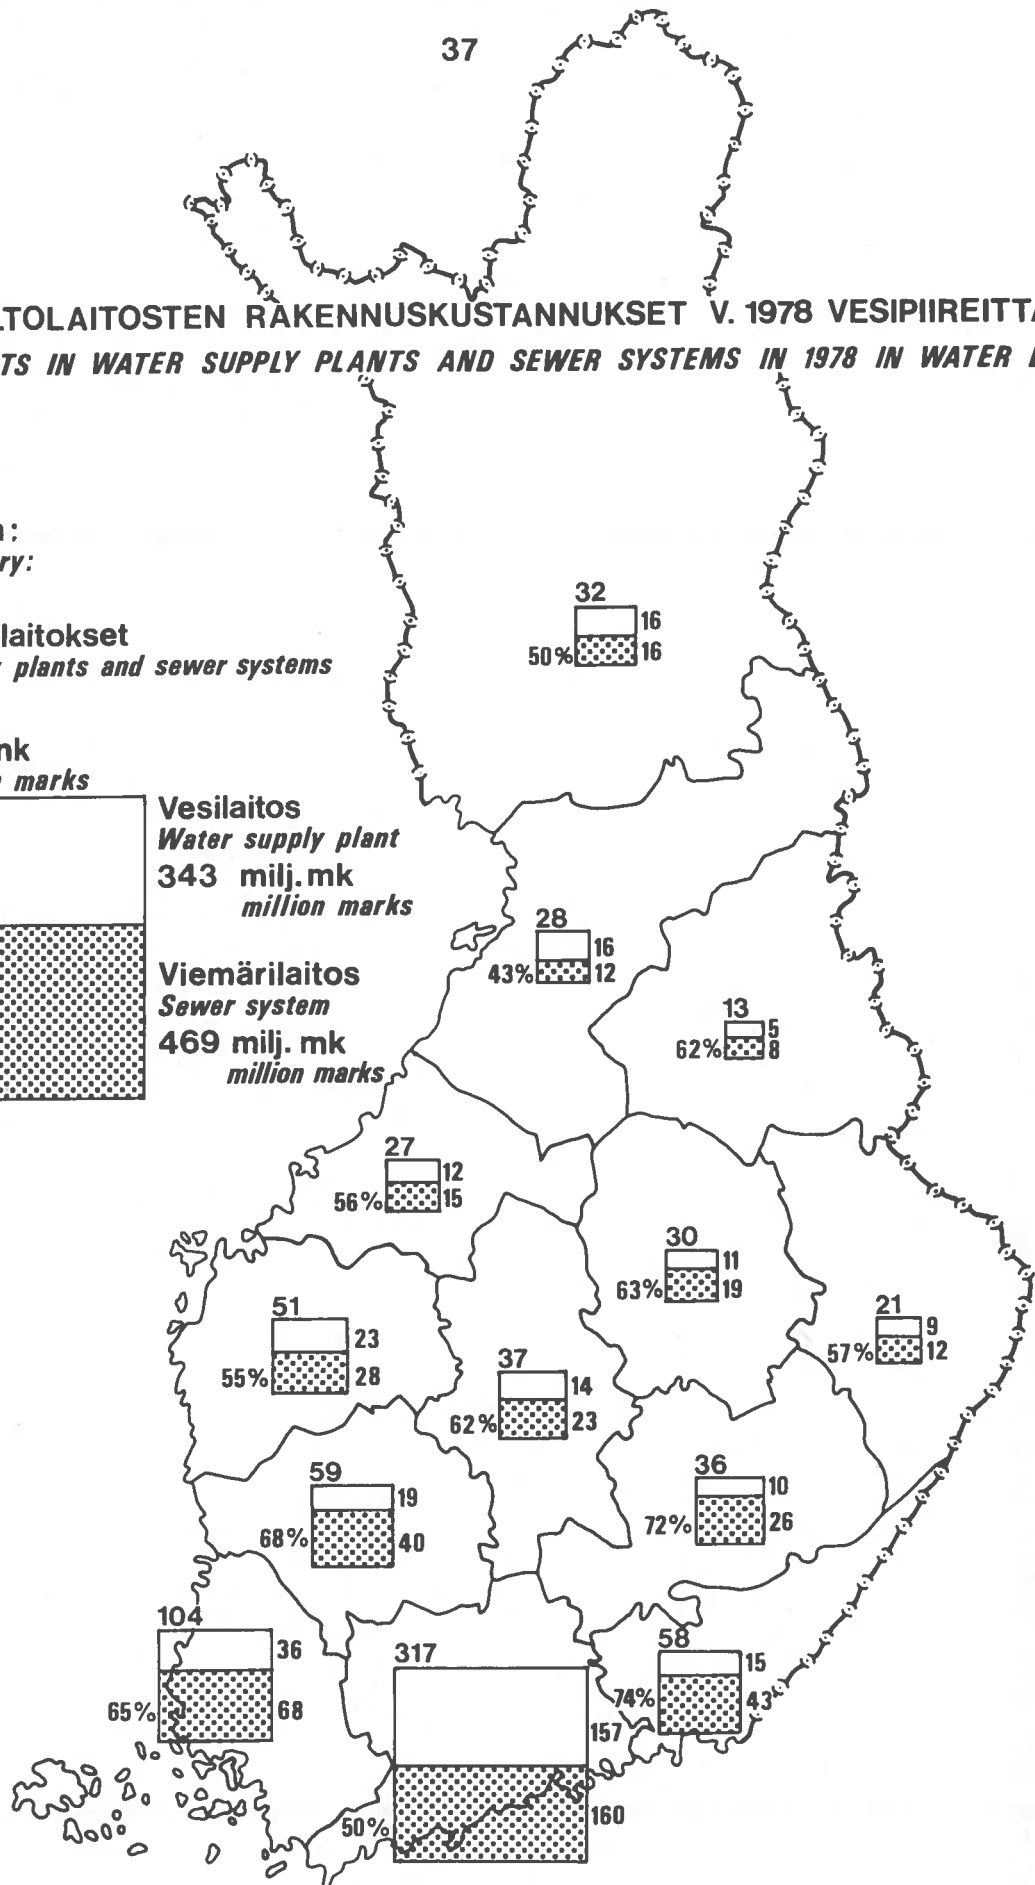 37
LTOLAITOSTEN RAKENNUSKUSTANNUKSET V. 1978 VESIPIIREITTÄ
TS IN WATER SUPPLY PLANTS AND SEWER SYSTEMS IN 1978 IN WATER
ry:
laitokset
plants and sewer systems
32
16
50% 16
mk
marks
Vesilaitos
Water supply plant
343 milj. mk
million marks
Viemärilaitos
Sewer system
469 milj. mk
million marks
28
16
43% 12
13
5
62% 8
27
12
56% 15
30
11
63% 19
51
23
55% 28
21
9
57% 12
37
14
62% 23
59
19
68% 40
36
10
72% 26
104
36
65% 68
317
157
50% 160
58
15
74% 43